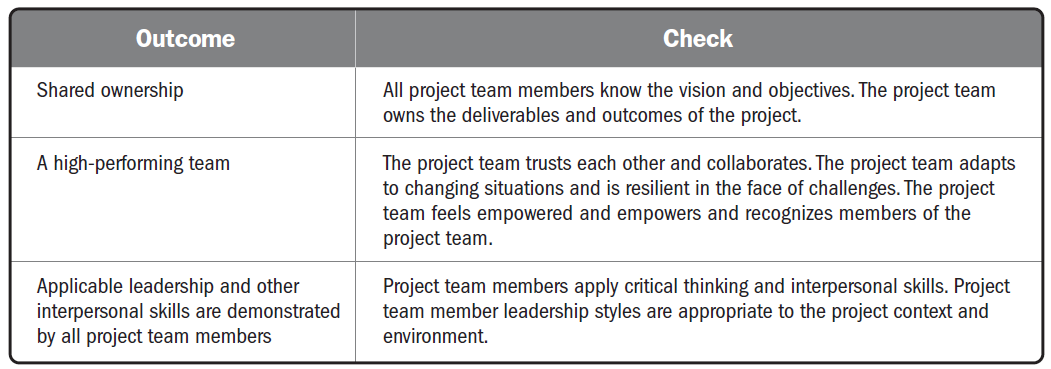 Outcome
Check
Shared ownership
All project team members know the vision and objectives. The project team
owns the deliverables and outcomes of the project.
A high-performing team
The project team trusts each other and collaborates. The project team adapts
to changing situations and is resilient in the face of challenges. The project
team feels empowered and empowers and recognizes members of the
project team.
Applicable leadership and other
interpersonal skills are demonstrated
by all project team members
Project team members apply critical thinking and interpersonal skills. Project
team member leadership styles are appropriate to the project context and
environment.